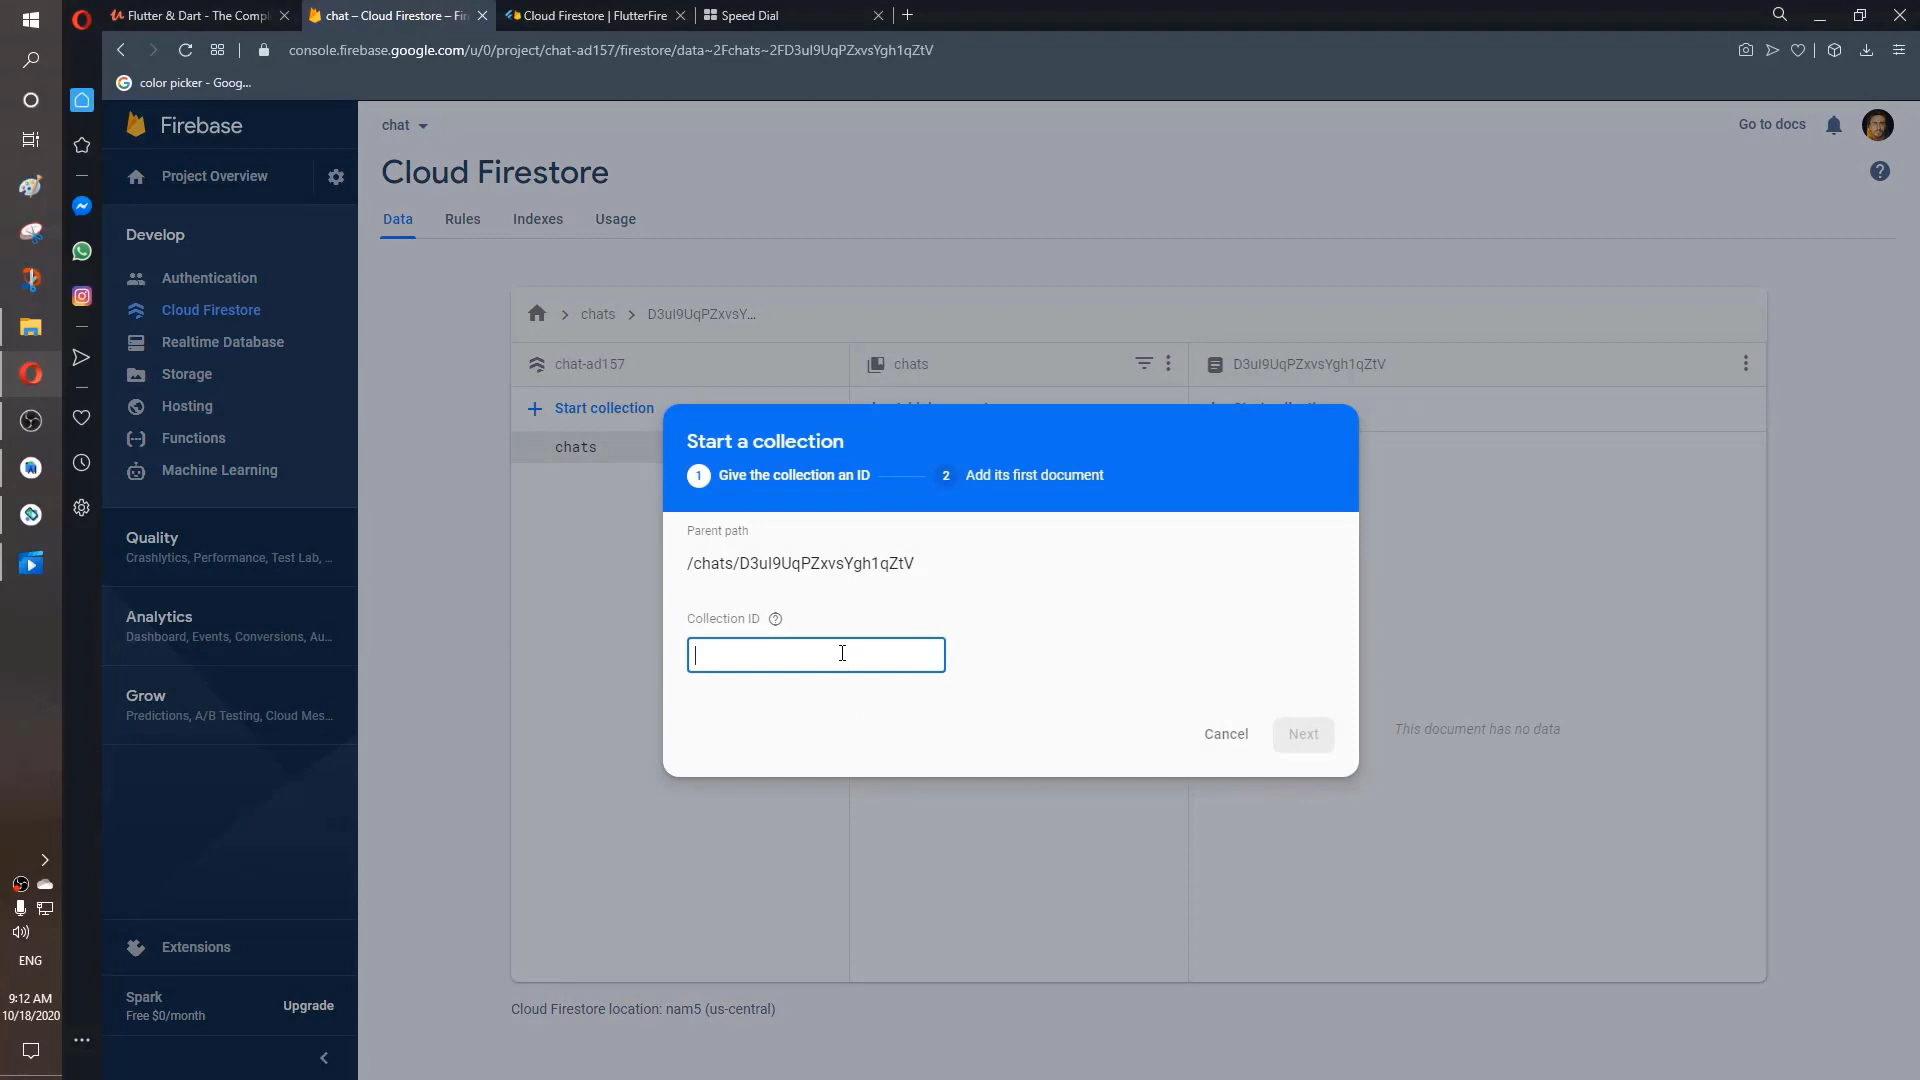 Flutter & Dart - The Compl
chat – Cloud Firestore – Fir
Cloud Firestore | FlutterFire
Speed Dial
console.firebase.google.com/u/0/project/chat-ad157/firestore/data~2Fchats~2FD3uI9UqPZxvsYgh1qZtV
color picker - Goog...
Firebase
chat
Go to docs
Project Overview
Cloud Firestore
Data
Rules
Indexes
Usage
Develop
Authentication
Cloud Firestore
Realtime Database
Storage
Hosting
Functions
Machine Learning
chats
D3uI9UqPZxvsY...
chat-ad157
chats
D3uI9UqPZxvsYgh1qZtV
Start collection
chats
Start a collection
1 Give the collection an ID
2 Add its first document
Parent path
/chats/D3uI9UqPZxvsYgh1qZtV
Collection ID
Cancel
Next
This document has no data
Quality
Crashlytics, Performance, Test Lab, ...
Analytics
Dashboard, Events, Conversions, Au...
Grow
Predictions, A/B Testing, Cloud Mes...
Extensions
Spark
Free $0/month
Upgrade
Cloud Firestore location: nam5 (us-central)
ENG
9:12 AM
10/18/2020